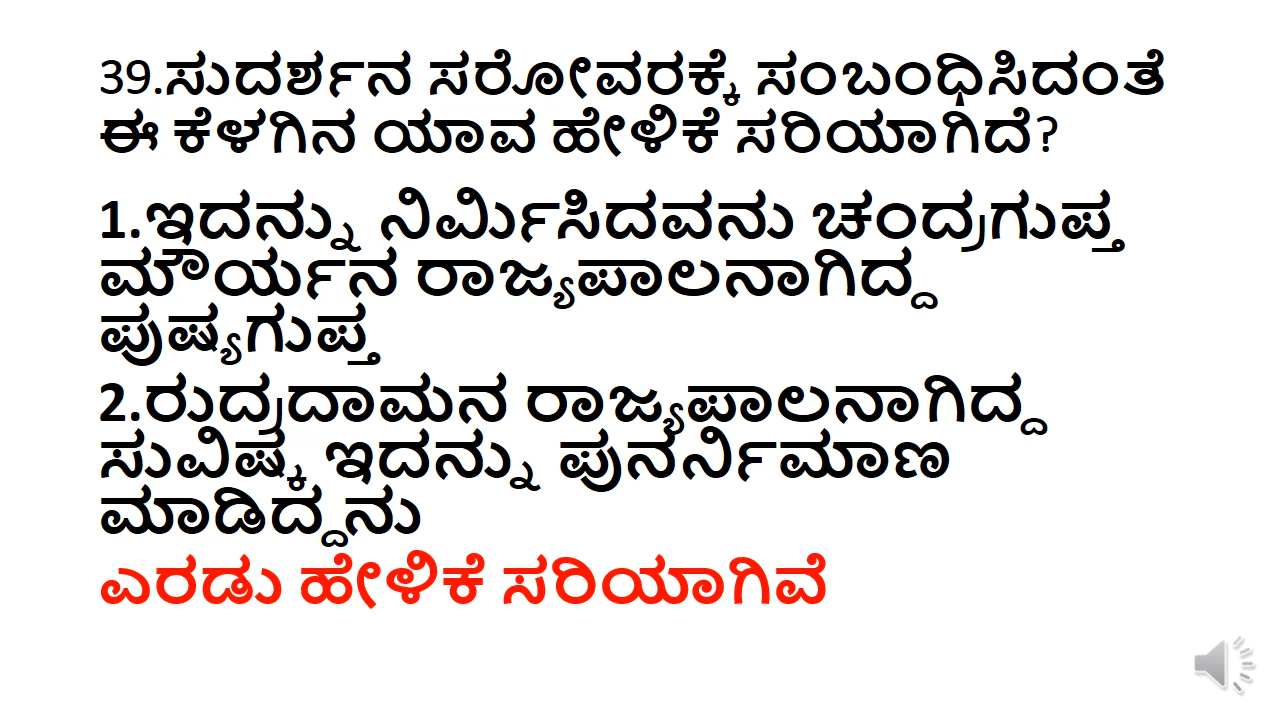 39.ಸುದರ್ಶನ ಸರೋವರಕ್ಕೆ ಸಂಬಂಧಿಸಿದಂತೆ
ಈ ಕೆಳಗಿನ ಯಾವ ಹೇಳಿಕೆ ಸರಿಯಾಗಿದೆ?
1.ಇದನ್ನು ನಿರ್ಮಿಸಿದವನು ಚಂದ್ರಗುಪ್ತ
ಮೌರ್ಯನ ರಾಜ್ಯಪಾಲನಾಗಿದ್ದ
ಪುಷ್ಯಗುಪ್ತ
2.ರುದ್ರದಾಮನ ರಾಜ್ಯಪಾಲನಾಗಿದ್ದ
ಸುವಿಷ್ಕ ಇದನ್ನು ಪುನರ್ನಿಮಾಣ
ಮಾಡಿದ್ದನು
ಎರಡು ಹೇಳಿಕೆ ಸರಿಯಾಗಿವೆ